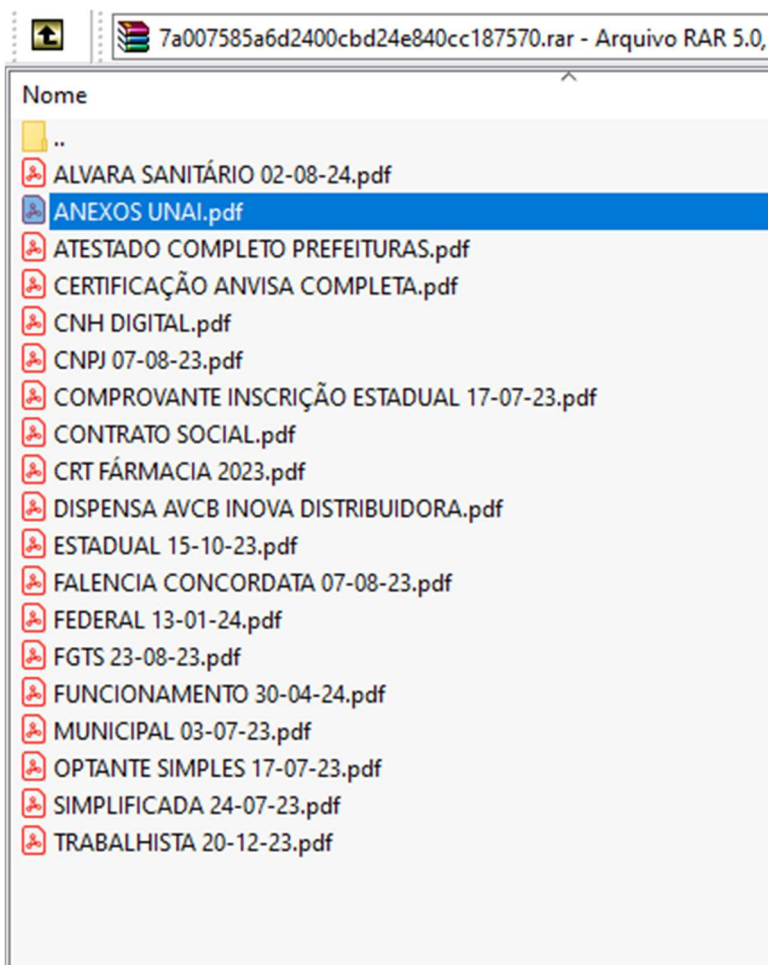 7a007585a6d2400cbd24e840cc187570.rar - Arquivo RAR 5.0,
Nome
..
ALVARA SANITÁRIO 02-08-24.pdf
ANEXOS UNAI.pdf
ATESTADO COMPLETO PREFEITURAS.pdf
CERTIFICAÇÃO ANVISA COMPLETA.pdf
CNH DIGITAL.pdf
CNPJ 07-08-23.pdf
COMPROVANTE INSCRIÇÃO ESTADUAL 17-07-23.pdf
CONTRATO SOCIAL.pdf
CRT FÁRMACIA 2023.pdf
DISPENSA AVCB INOVA DISTRIBUIDORA.pdf
ESTADUAL 15-10-23.pdf
FALENCIA CONCORDATA 07-08-23.pdf
FEDERAL 13-01-24.pdf
FGTS 23-08-23.pdf
FUNCIONAMENTO 30-04-24.pdf
MUNICIPAL 03-07-23.pdf
OPTANTE SIMPLES 17-07-23.pdf
SIMPLIFICADA 24-07-23.pdf
TRABALHISTA 20-12-23.pdf